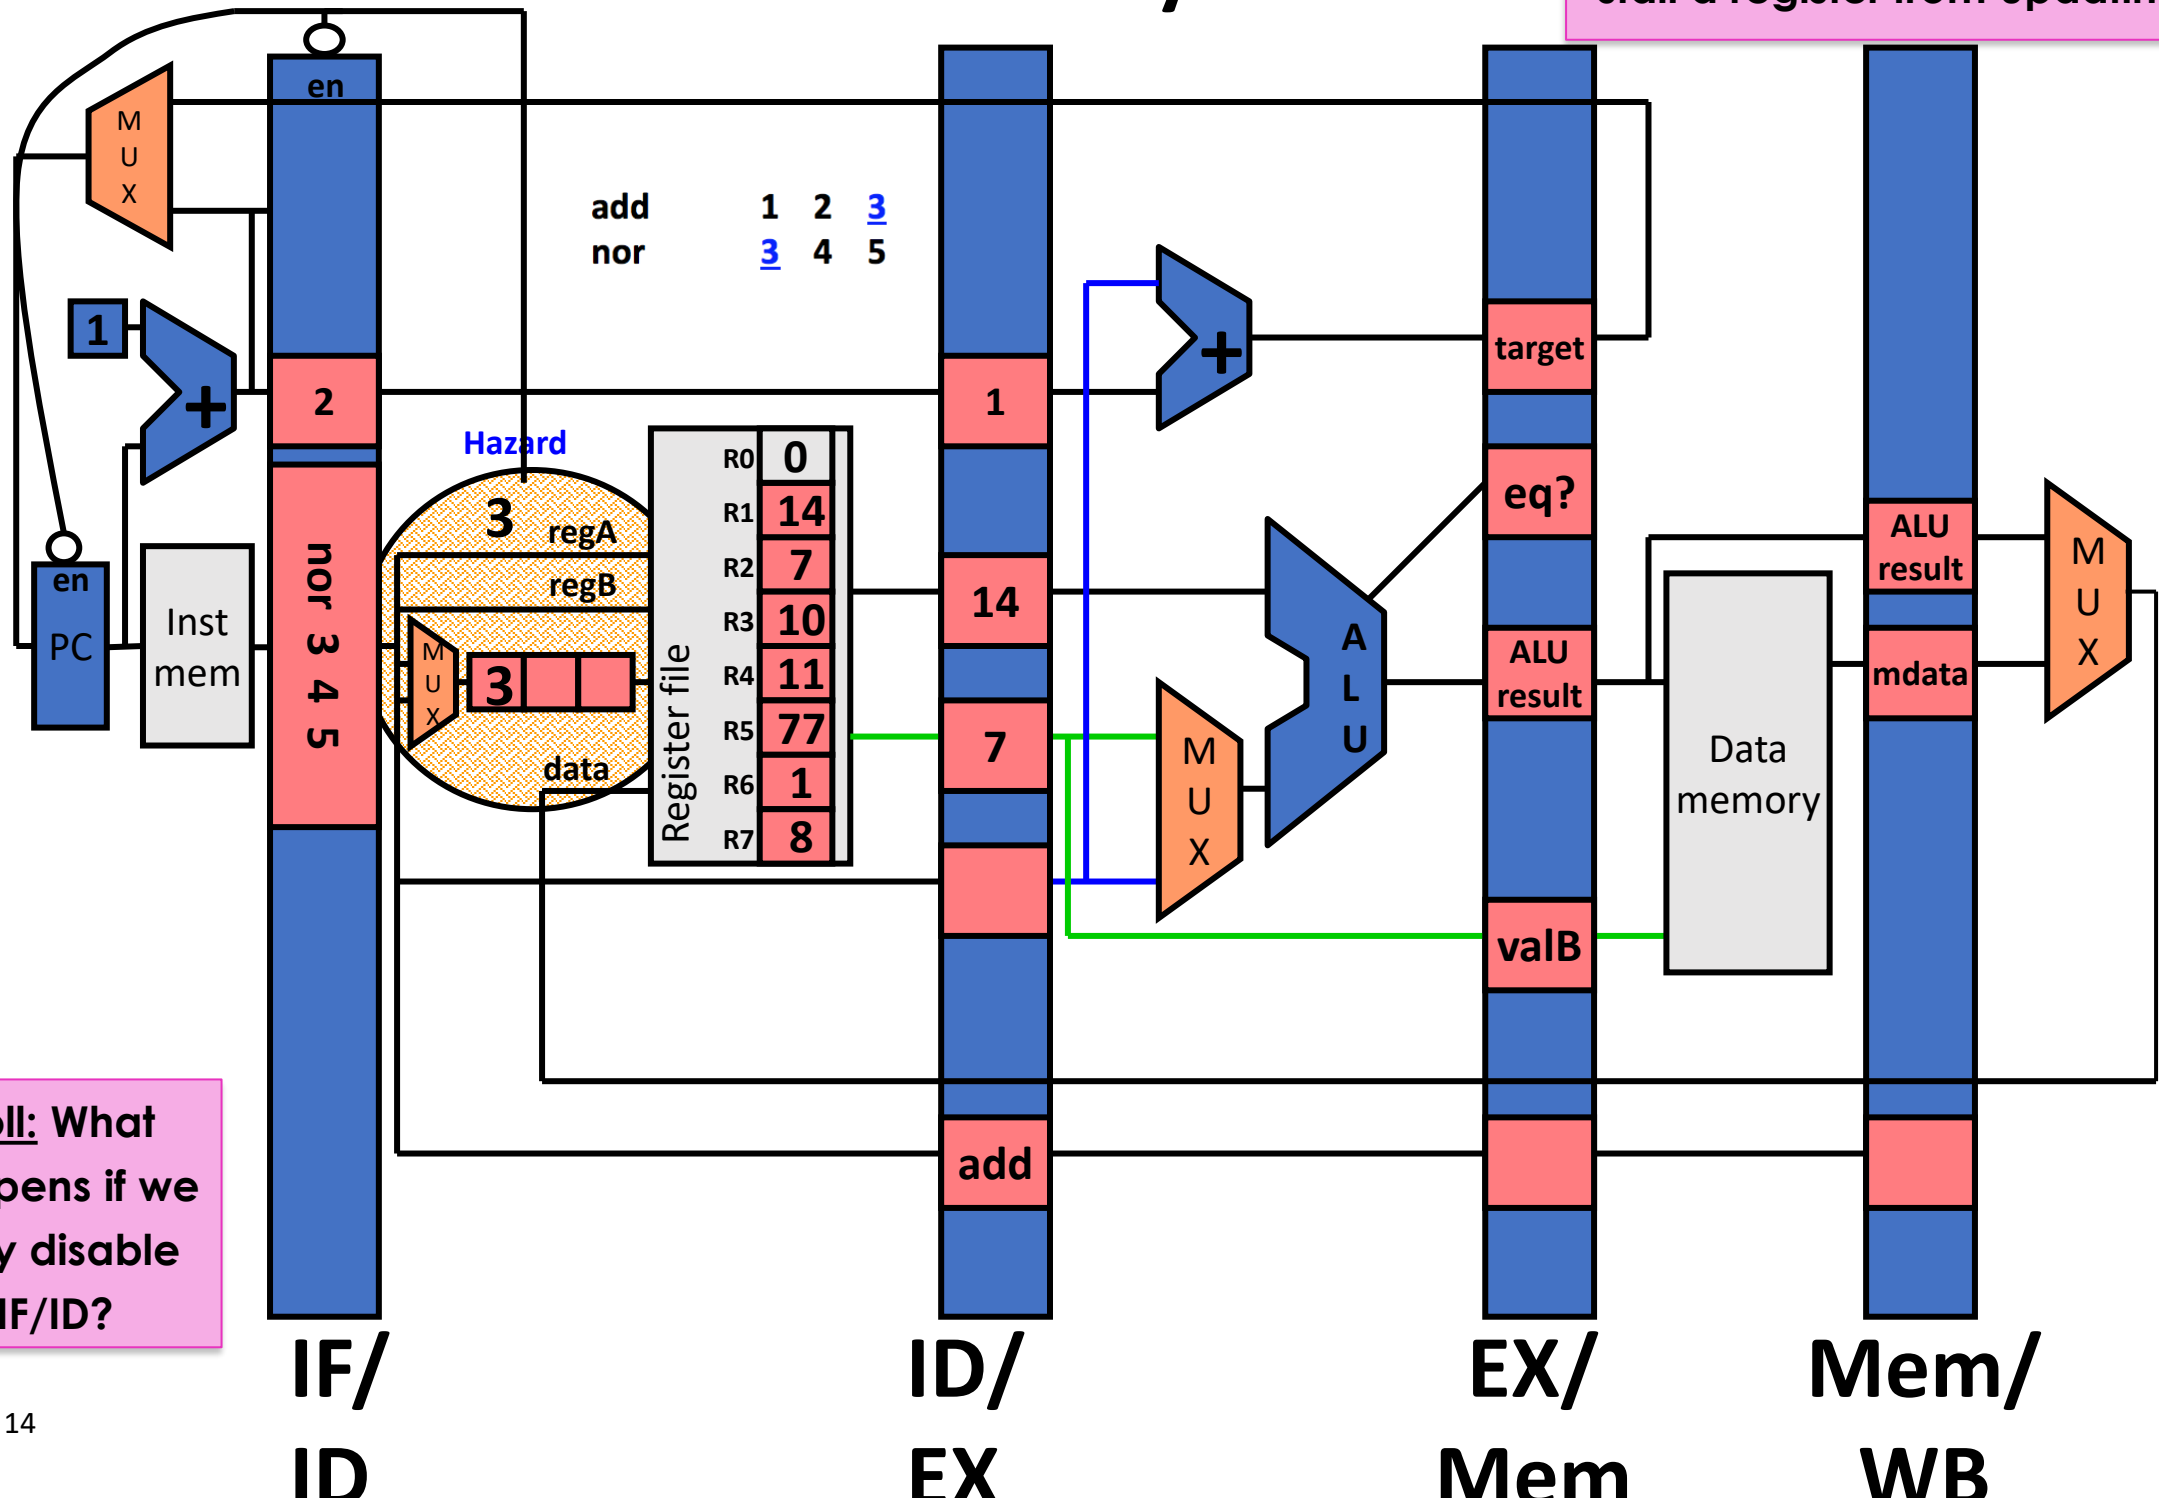 en
M
U
X
add 1 2 3
nor 3 4 5
1
+
+
target
2
1
Hazard
R0 0
eq?
3
regA
R1 14
ALU
result
en
regB
R2 7
14
M
U
X
PC
Inst
mem
nor 3 4 5
R3 10
A
L
U
ALU
result
mdata
M
U
X
3
Register file
R4 11
R5 77
7
M
U
X
Data
memory
data
R6 1
R7 8
valB
What
if we
disable
IF/ID?
add
IF/
ID
ID/
EX
EX/
Mem
Mem/
WB
14